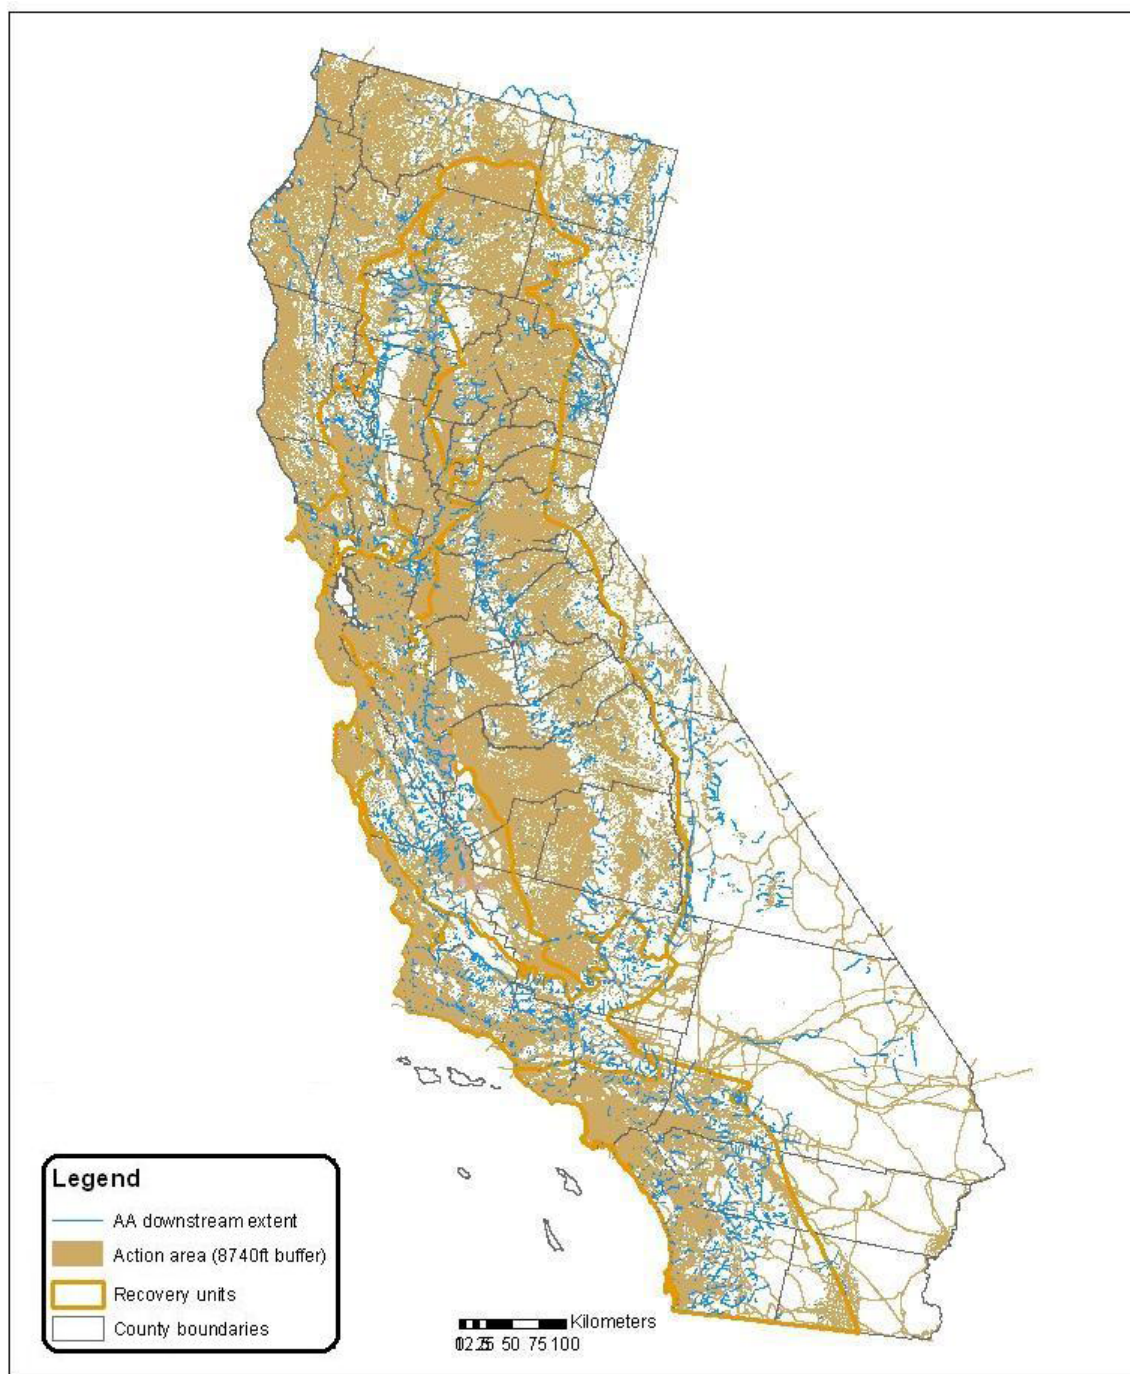 Legend
AA downstream extent
Action area (8740ft buffer)
Recovery units
County boundaries
Kilometers
50 75 100